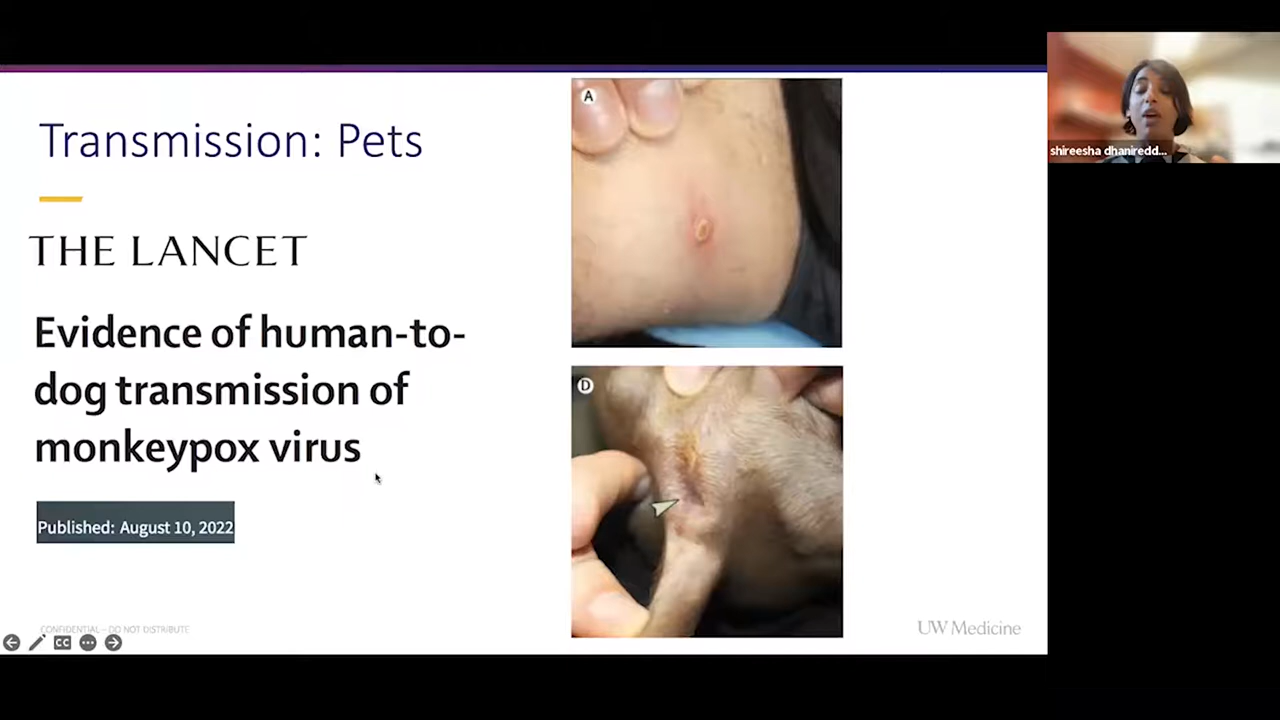 Transmission: Pets
THE LANCET
Evidence of human-to-
dog transmission of
monkeypox virus
Published: August 10, 2022
CONFIDENTIAL – DO NOT DISTRIBUTE
CC
A
D
UW Medicine
shireesha dhaniredd...